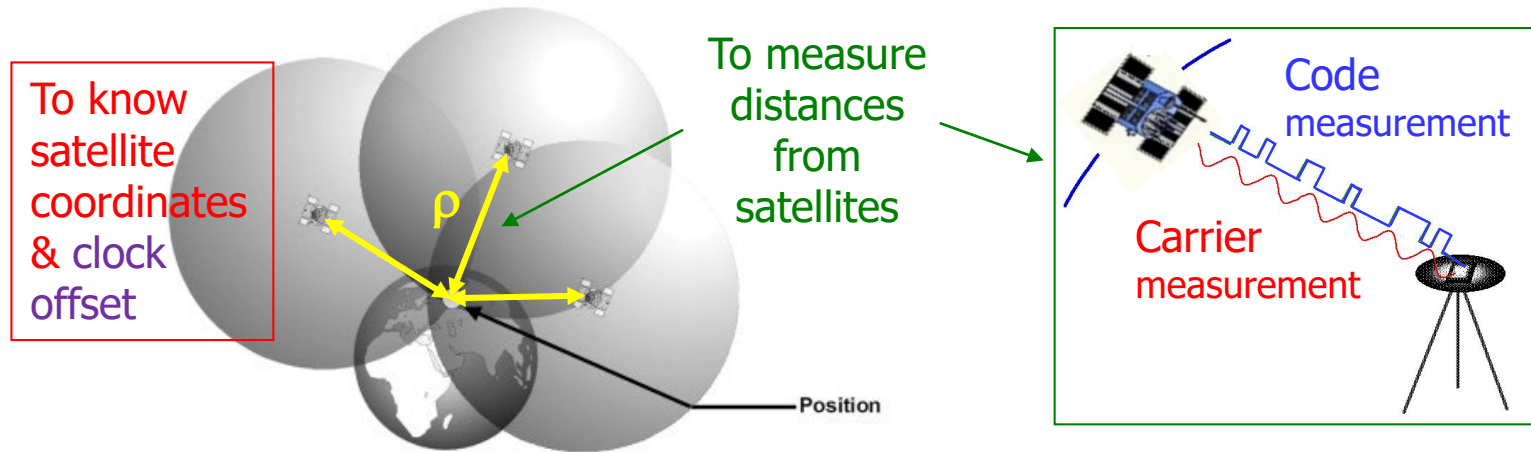 To know
satellite
coordinates
& clock
offset
ρ
To measure
distances
from
satellites
Position
Code
measurement
Carrier
measurement